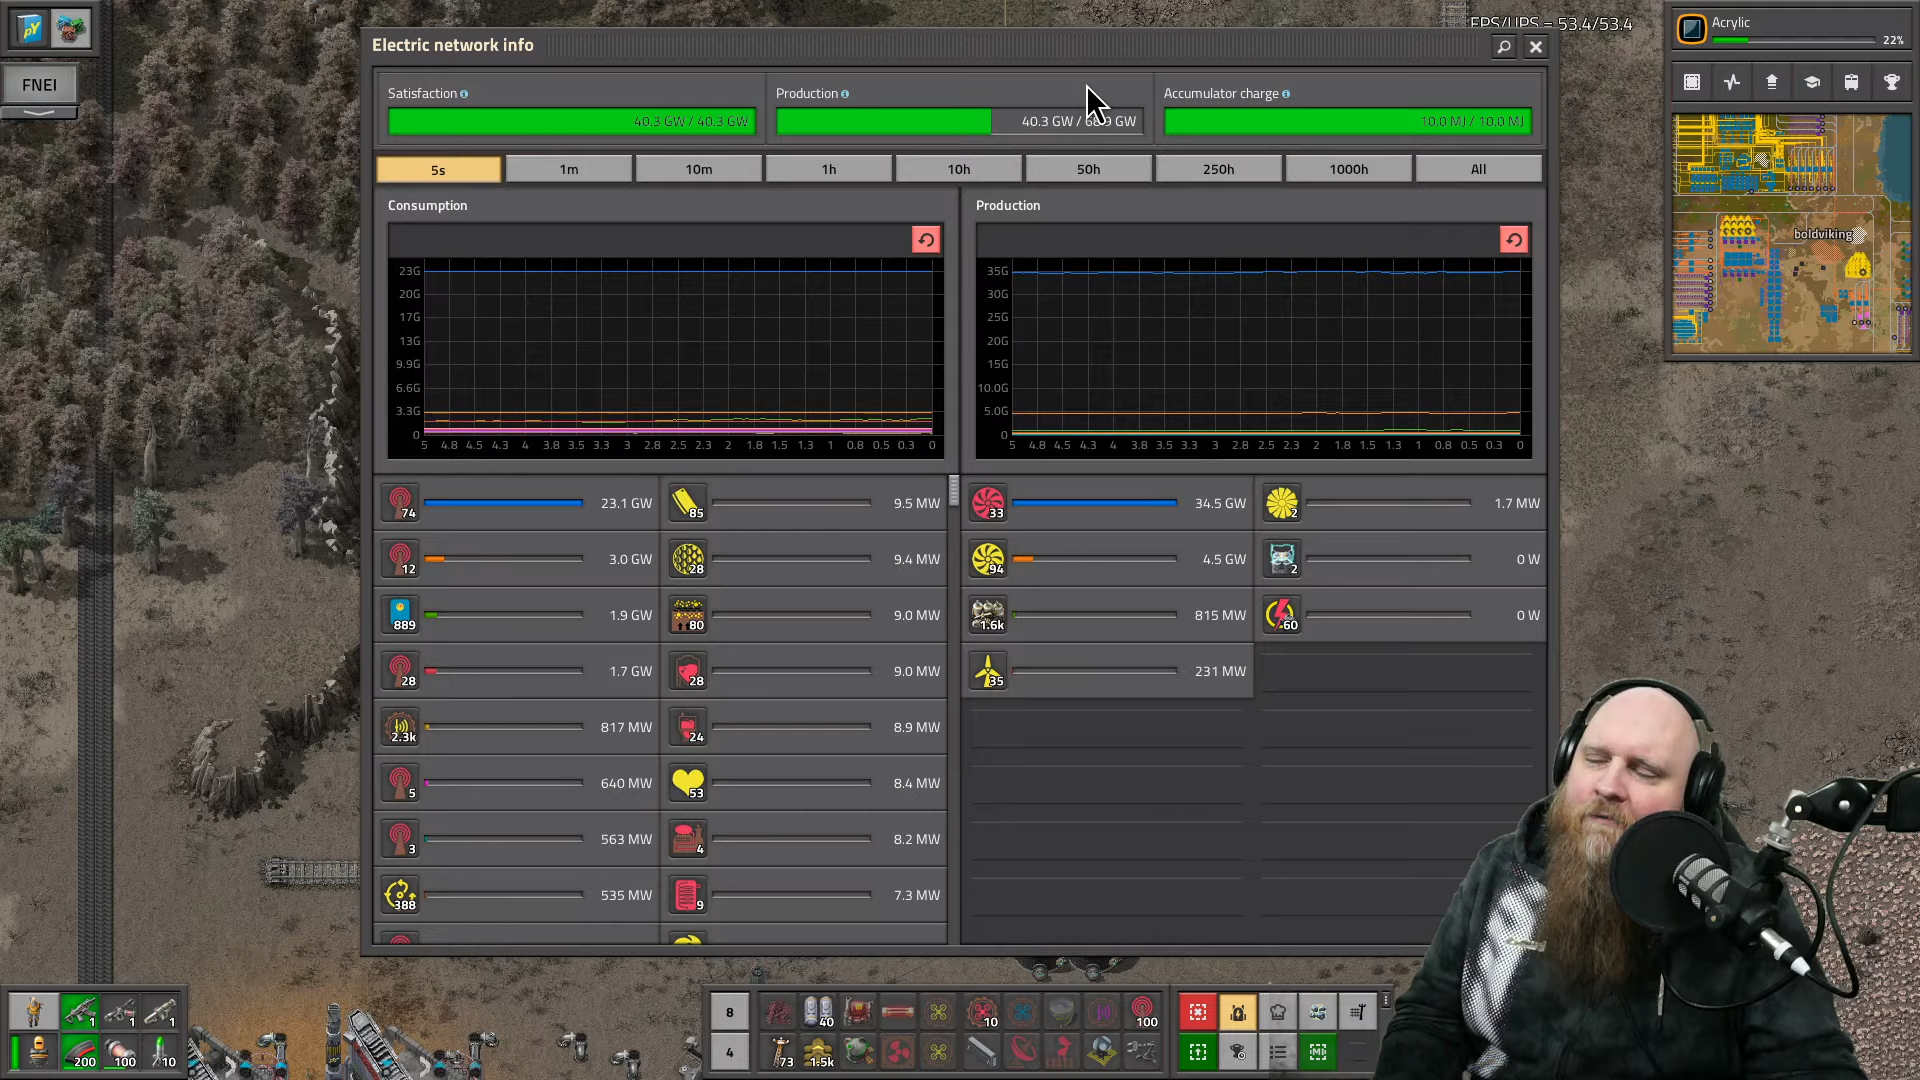 pY
FNEI
Electric network info
FPS/UPS = 53.4/53.4
Acrylic
22%
Satisfaction
Production
Accumulator charge
40.3 GW / 40.3 GW
40.3 GW /
GW
10.0 MJ / 10.0 MJ
5s
1m
10m
1h
10h
50h
250h
1000h
All
boldviking
Consumption
Production
23G
20G
17G
13G
9.9G
6.6G
3.3G
0
5 4.8 4.5 4.3 4 3.8 3.5 3.3 3 2.8 2.5 2.3 2 1.8 1.5 1.3 1 0.8 0.5 0.3 0
35G
30G
25G
20G
15G
10.0G
5.0G
0
5 4.8 4.5 4.3 4 3.8 3.5 3.3 3 2.8 2.5 2.3 2 1.8 1.5 1.3 1 0.8 0.5 0.3 0
74 23.1 GW
85 9.5 MW
12 3.0 GW
28 9.4 MW
889 1.9 GW
80 9.0 MW
28 1.7 GW
28 9.0 MW
2.3k 817 MW
24 8.9 MW
5 640 MW
53 8.4 MW
3 563 MW
4 8.2 MW
388 535 MW
9 7.3 MW
33 34.5 GW
2 1.7 MW
94 4.5 GW
2 0 W
1.6k 815 MW
60 0 W
35 231 MW
1
1
1
200
100
10
8
40
10
100
4
73
1.5k